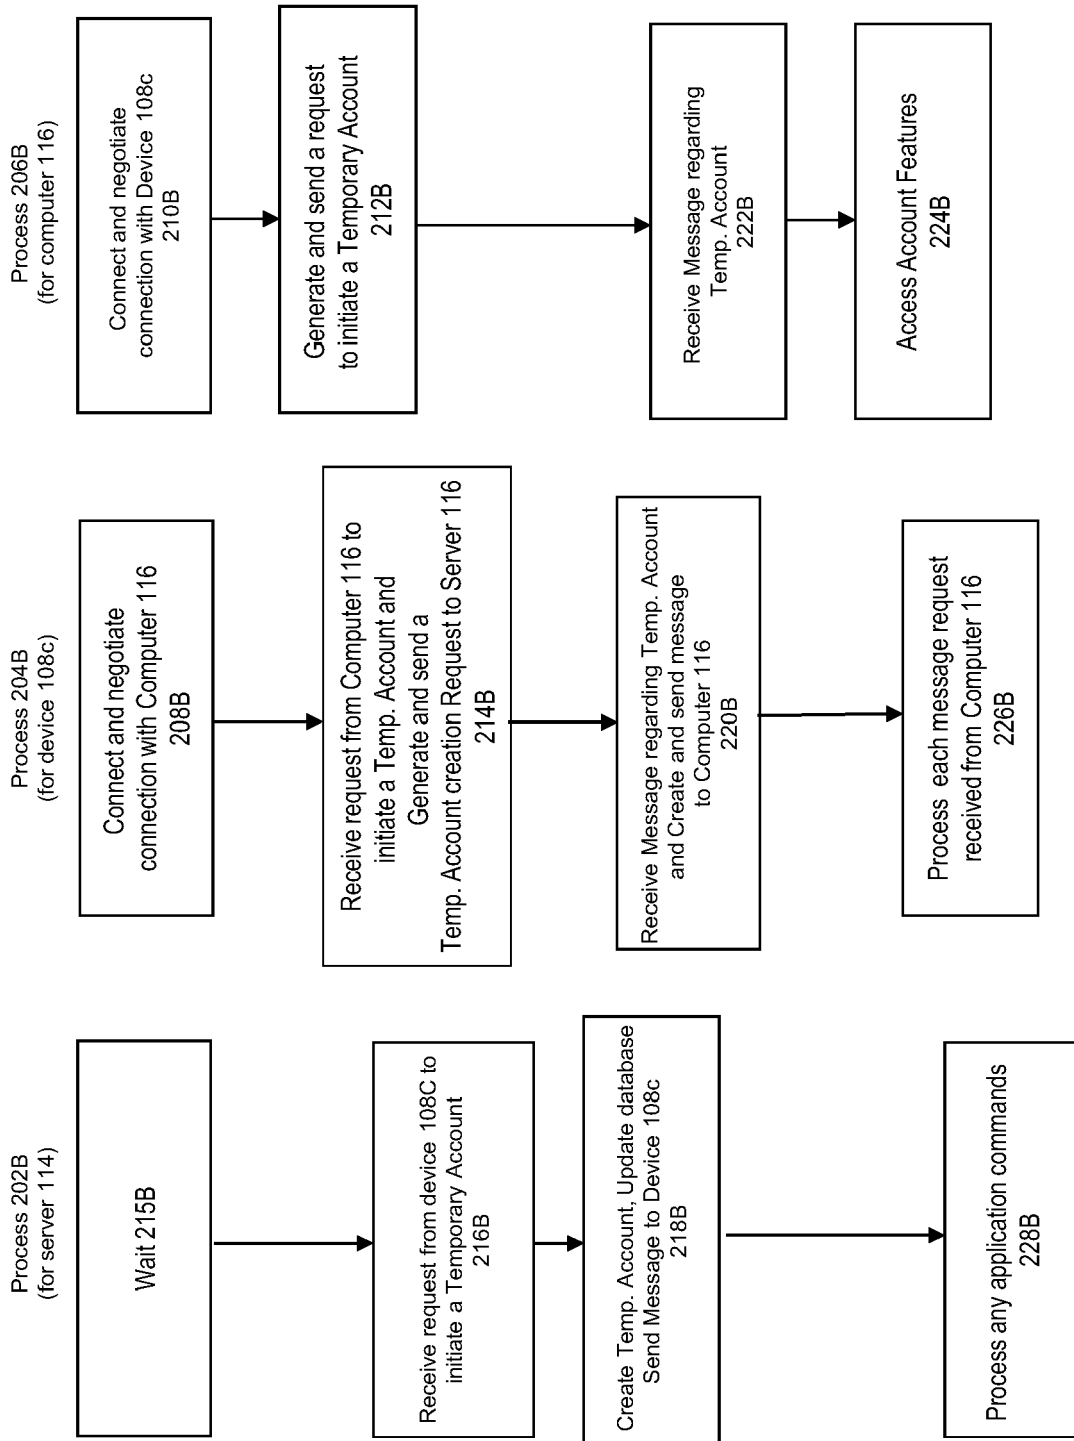 Process 202B
(for server 114)
Wait 215B
Receive request from device 108C to
initiate a Temporary Account
216B
Create Temp. Account, Update database
Send Message to Device 108c
218B
Process any application commands
228B
Process 204B
(for device 108c)
Connect and negotiate
connection with Computer 116
208B
Receive request from Computer 116 to
initiate a Temp. Account and
Generate and send a
Temp. Account creation Request to Server 116
214B
Receive Message regarding Temp. Account
and Create and send message
to Computer 116
220B
Process each message request
received from Computer 116
226B
Process 206B
(for computer 116)
Connect and negotiate
connection with Device 108c
210B
Generate and send a request
to initiate a Temporary Account
212B
Receive Message regarding
Temp. Account
222B
Access Account Features
224B